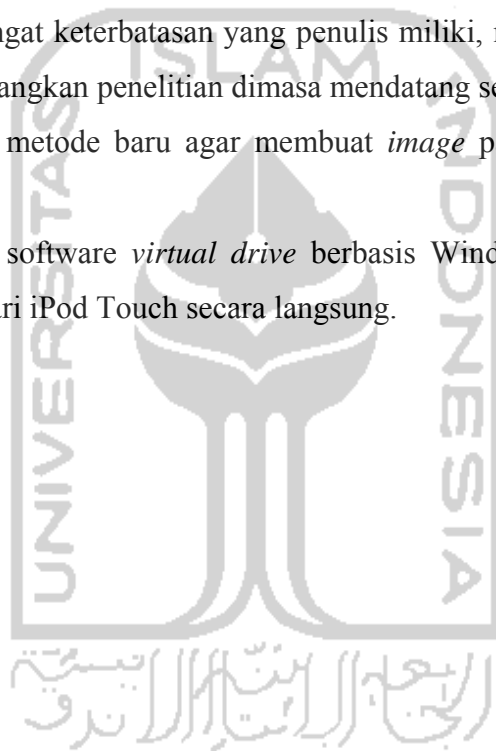 ngat keterbatasan yang penulis miliki,
angkan penelitian dimasa mendatang se
metode baru agar membuat image p
software virtual drive berbasis Wind
ari iPod Touch secara langsung.
ISLAM
UNIVERSITAS
INDONESIA